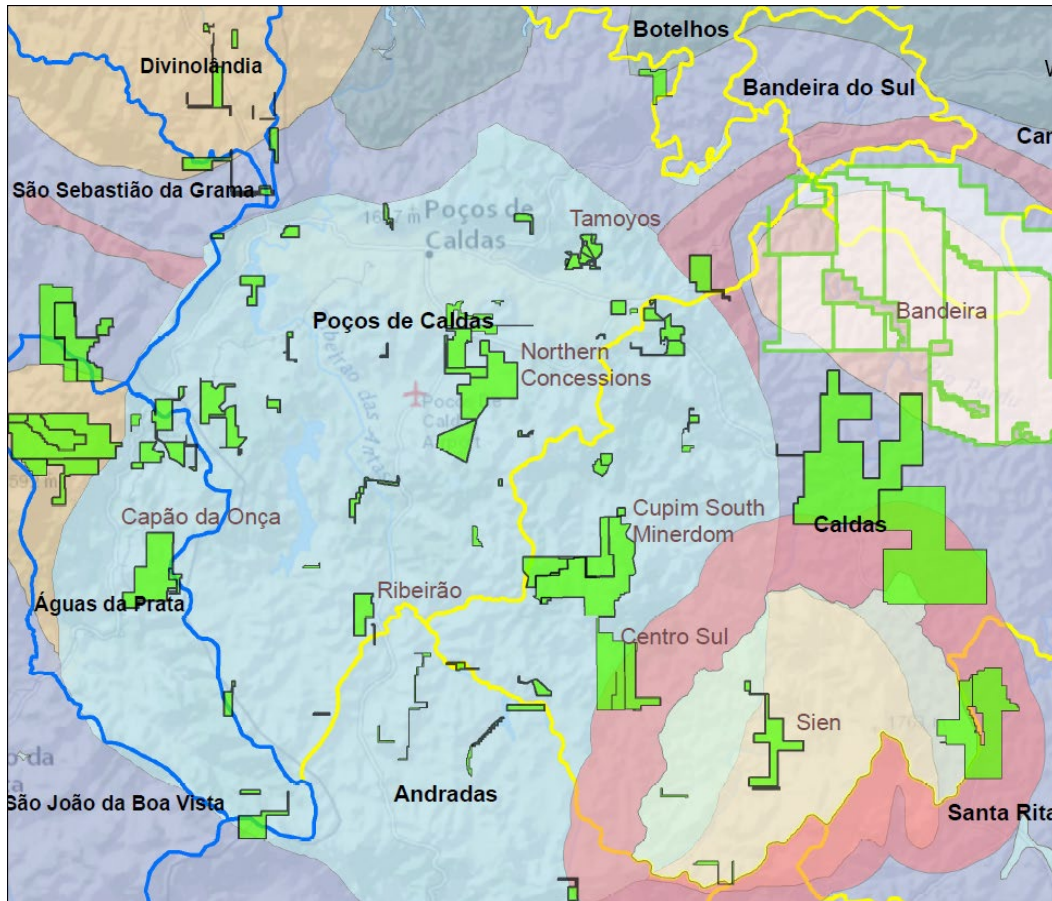 Botelhos
Divinolândia
Bandeira do Sul
São Sebastião da Grama
Poços de
Caldas
Tamoyos
Bandeira
Poços de Caldas
Northern
Concessions
Capão da Onça
Cupim South
Minerdom
Caldas
Ribeirão
Águas da Prata
Centro Sul
Sien
Andradas
São João da Boa Vista
Santa Rita